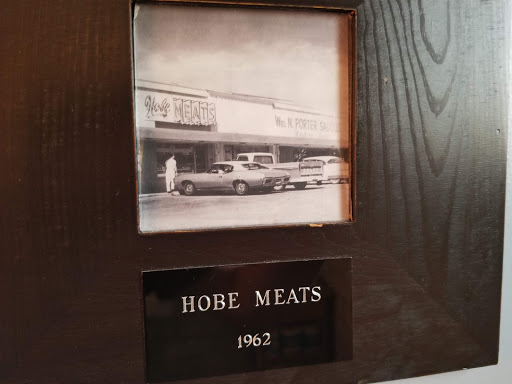 Hobe MEATS
Wm. N. PORTER
HOBE MEATS
1962